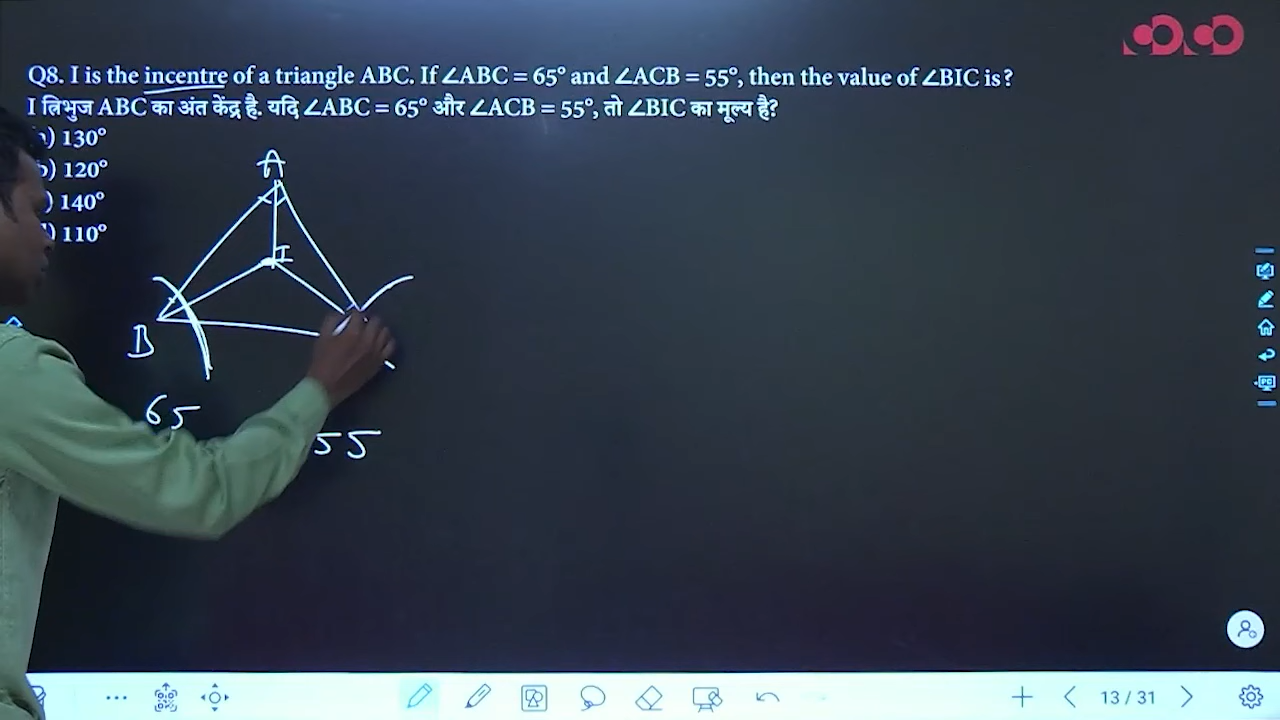 Q8. I is the incentre of a triangle ABC. If ∠ABC = 65° and ∠ACB = 55°, then the value of ∠BIC is?
I त्रिभुज ABC का अंत केंद्र है. यदि ∠ABC = 65° और ∠ACB = 55°, तो ∠BIC का मूल्य है?
) 130°
) 120°
) 140°
) 110°
A
I
B
65
55
13 / 31